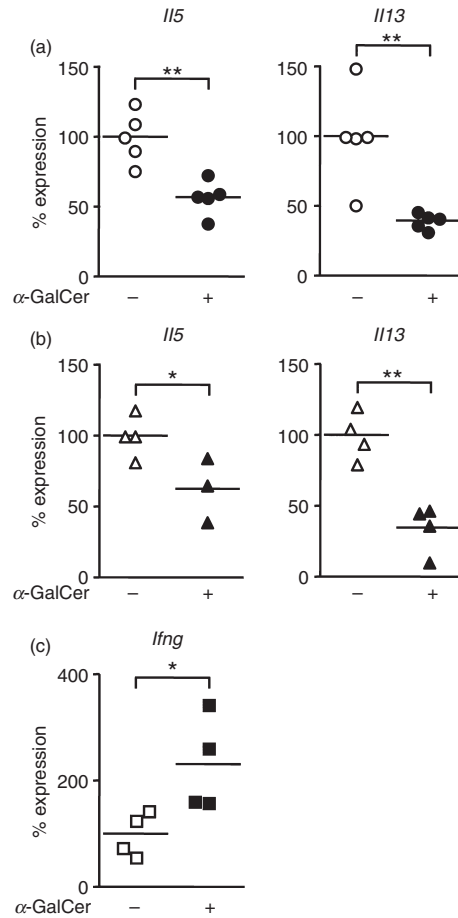 Il5 Il13
(a)
** **
150 150
100 100
50 50
0 0
% expression
α-GalCer – + – +
(b) Il5 Il13
* **
150 150
100 100
50 50
0 0
% expression
α-GalCer – + – +
(c) Ifng
*
400
200
0
% expression
α-GalCer – +